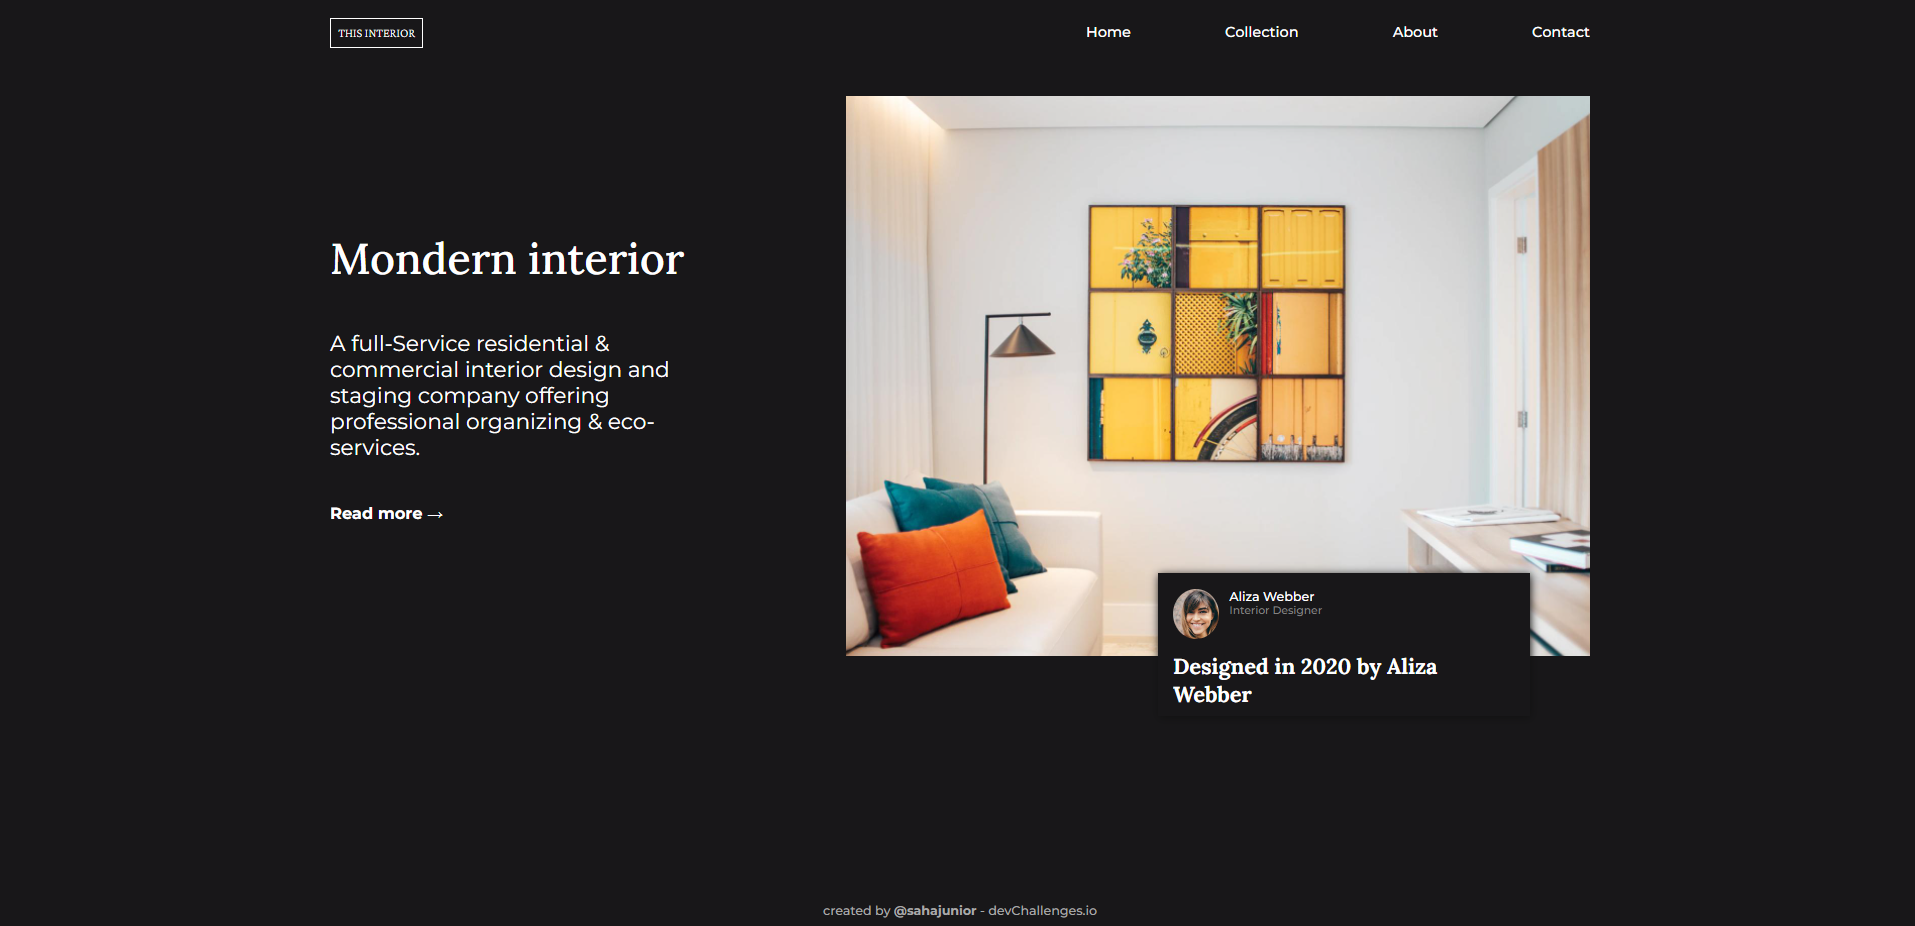 THIS INTERIOR
Home
Collection
About
Contact
Mondern interior
A full-Service residential &
commercial interior design and
staging company offering
professional organizing & eco-
services.
Read more →
Aliza Webber
Interior Designer
Designed in 2020 by Aliza
Webber
created by @sahajunior - devChallenges.io